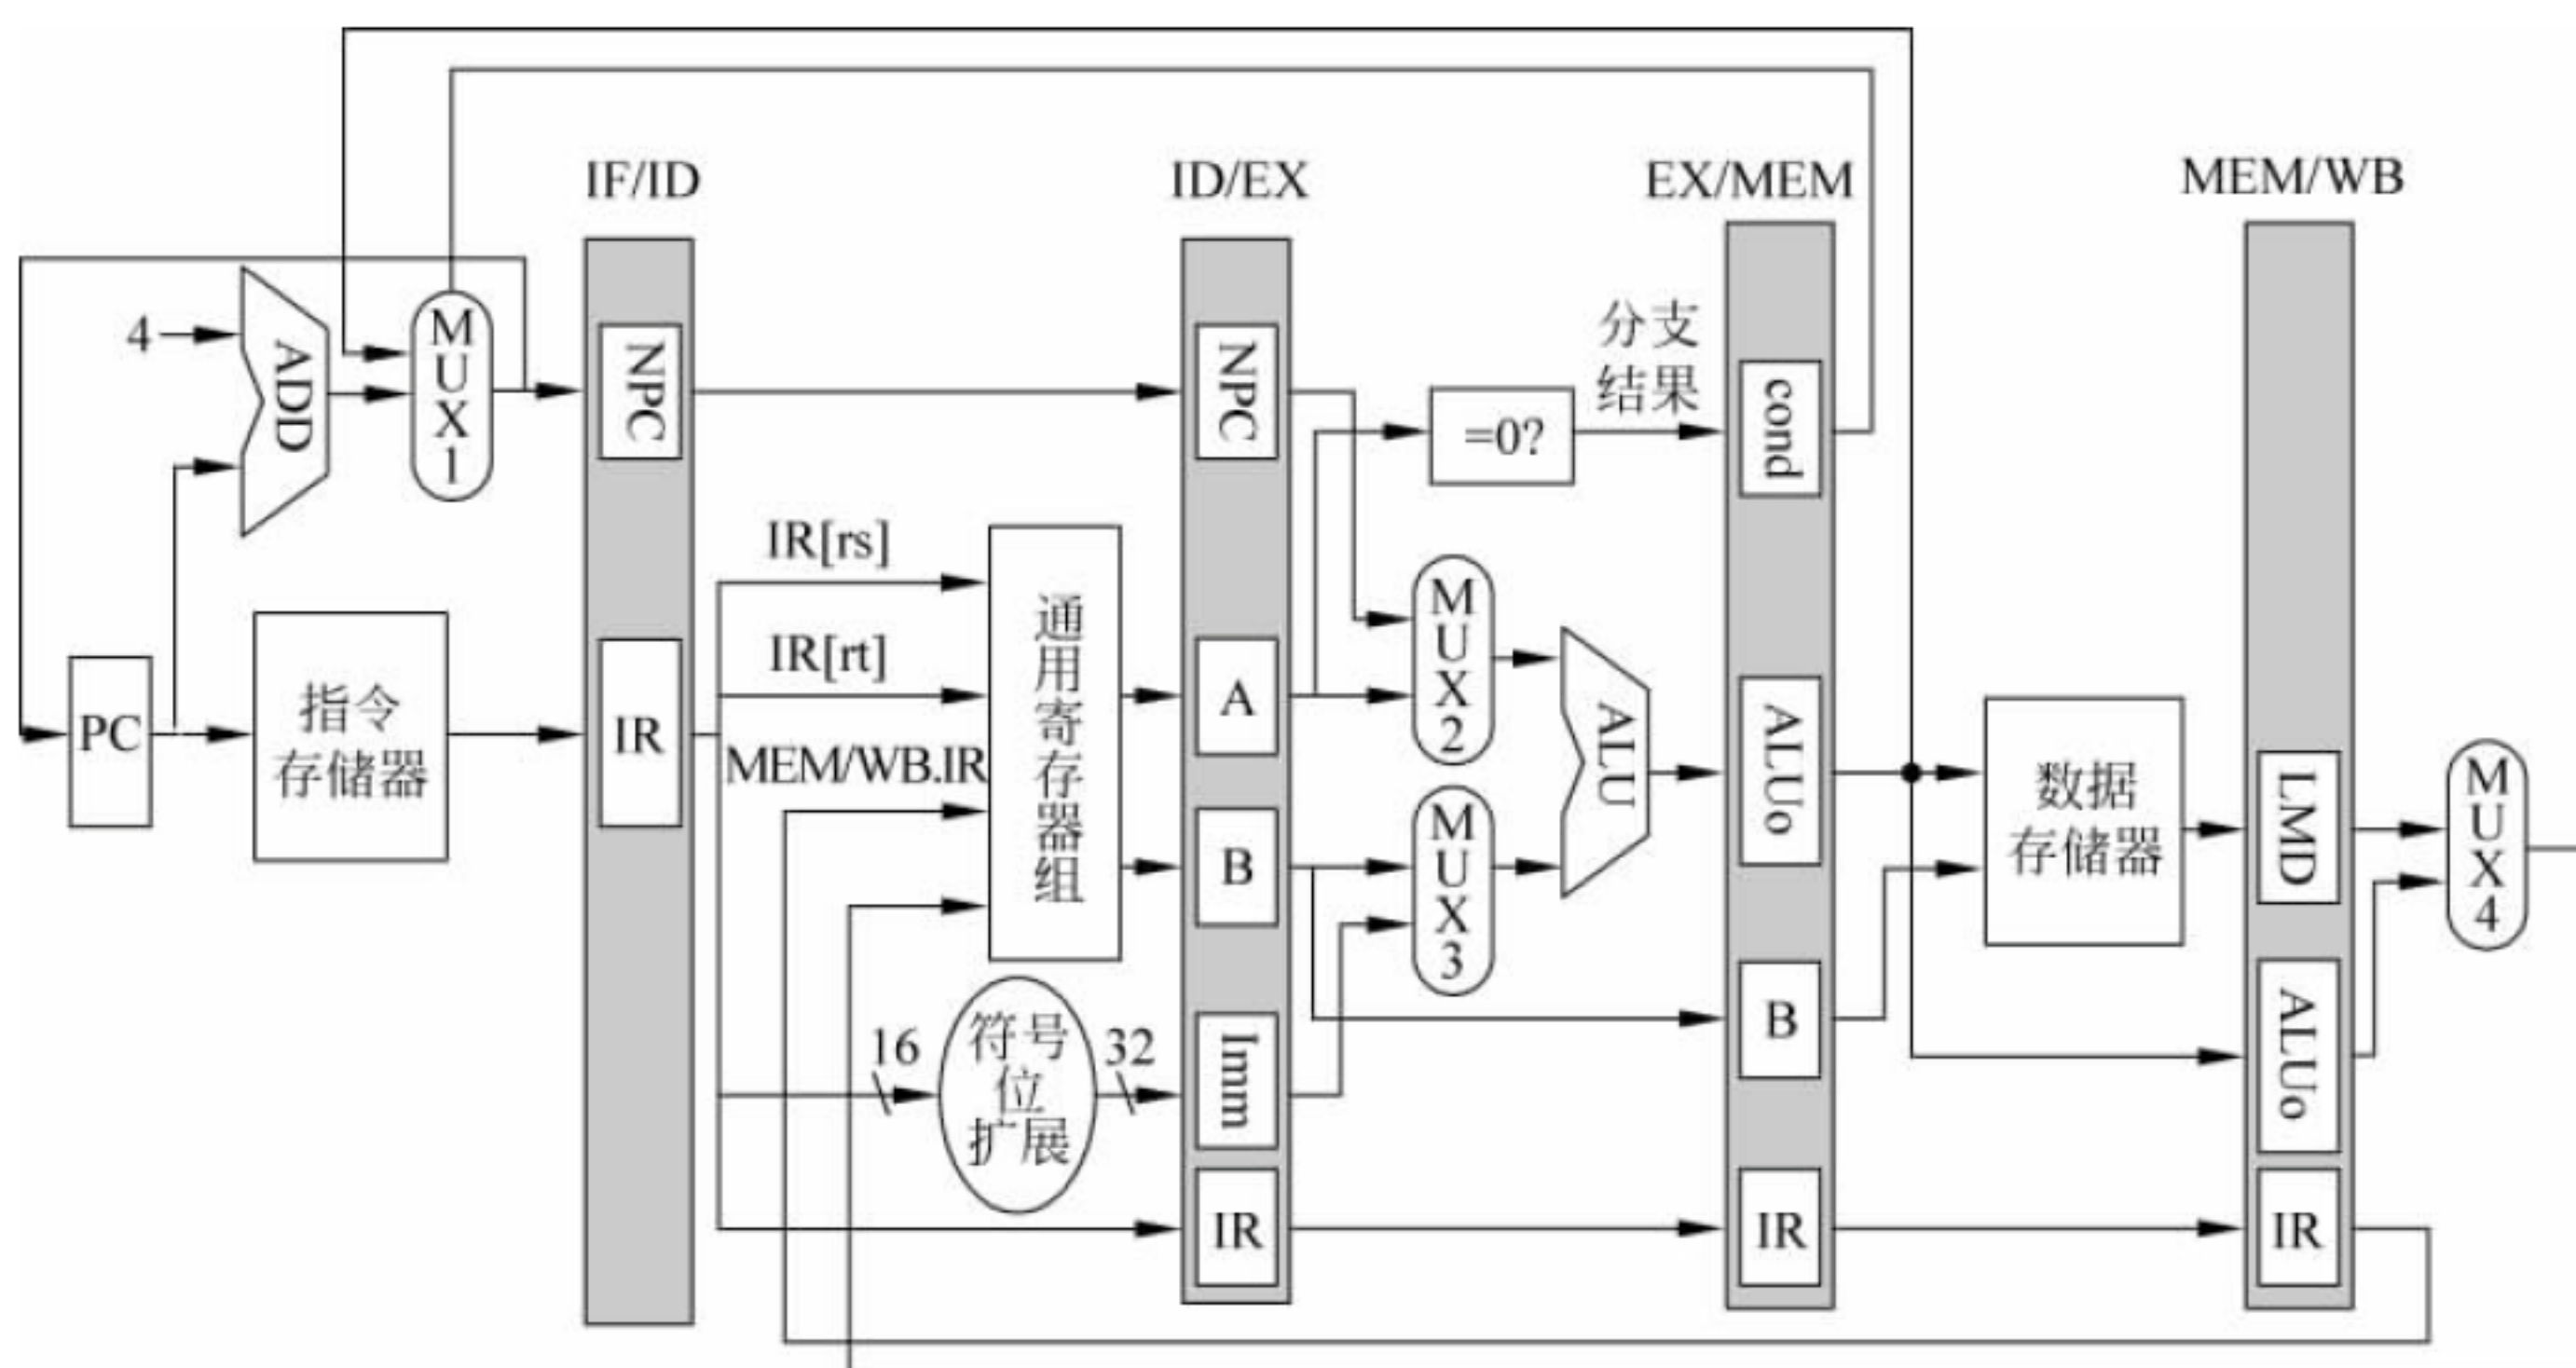 IF/ID
ID/EX
EX/MEM
MEM/WB
4
ADD
MUX1
NPC
NPC
=0?
分支
结果
cond
PC
指令
存储器
IR
IR[rs]
IR[rt]
MEM/WB.IR
通用寄存器组
A
B
MUX2
MUX3
ALU
ALUo
B
数据
存储器
LMD
ALUo
MUX4
16
符号
位
扩展
32
Imm
IR
IR
IR